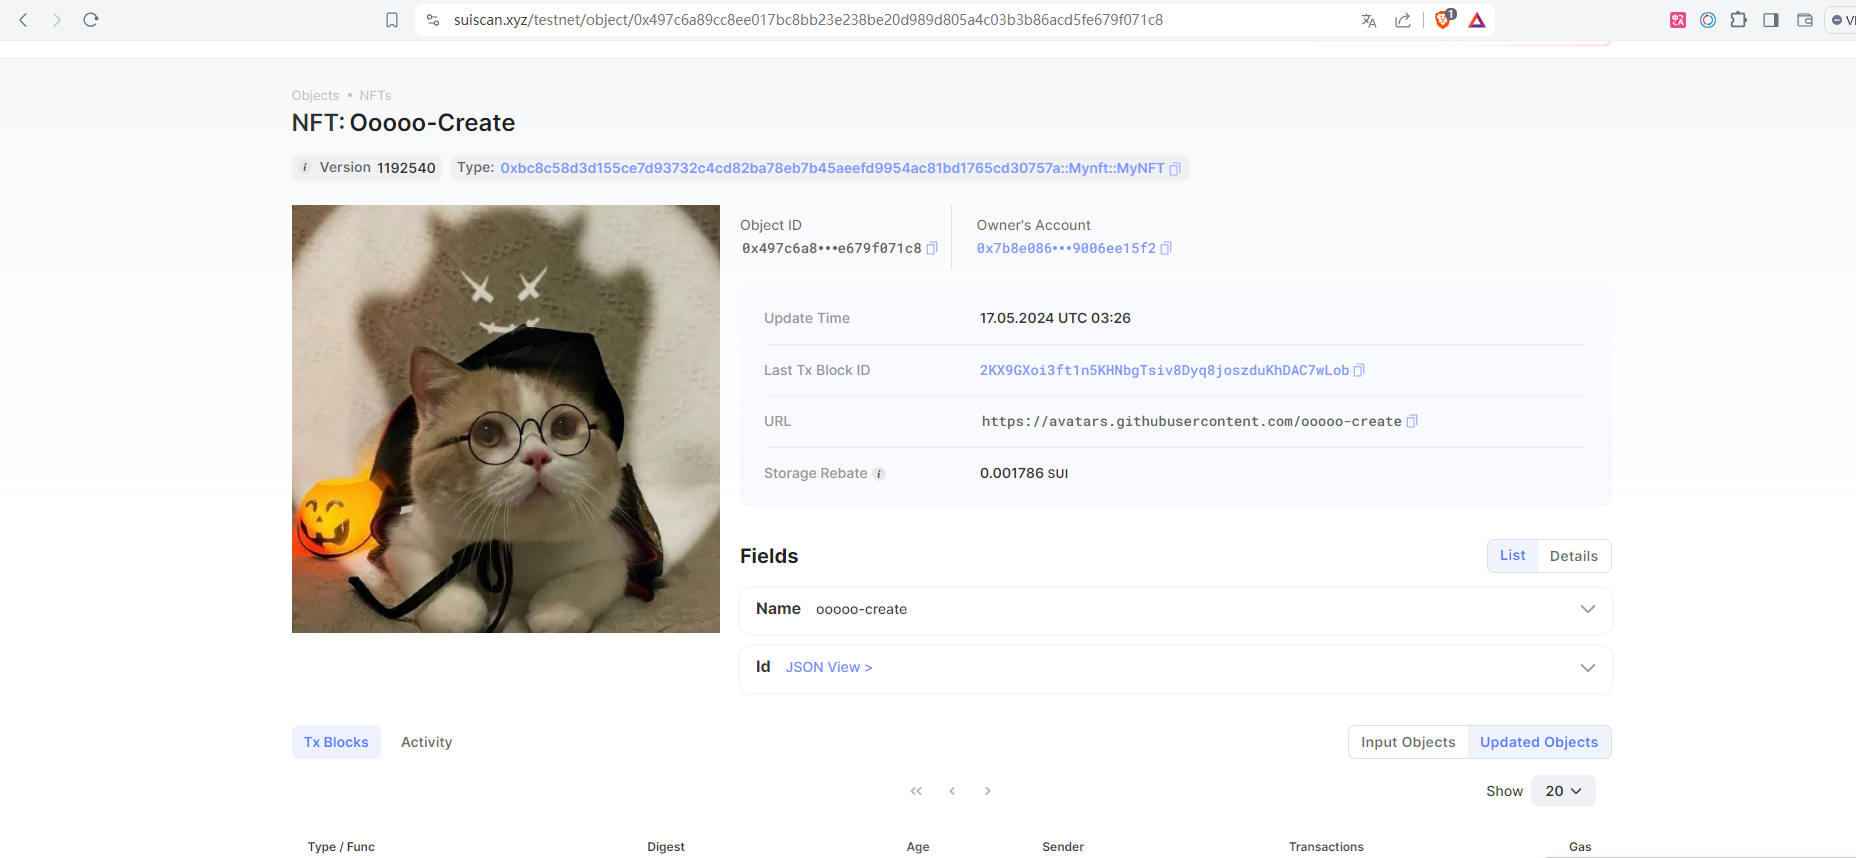 suiscan.xyz/testnet/object/0x497c6a89cc8ee017bc8bb23e238be20d989d805a4c03b3b86acd5fe679f071c8
1
Objects • NFTs
NFT: Ooooo-Create
i Version 1192540 Type: 0xbc8c58d3d155ce7d93732c4cd82ba78eb7b45aeefd9954ac81bd1765cd30757a::Mynft::MyNFT
Object ID
0x497c6a8•••e679f071c8
Owner's Account
0x7b8e086•••9006ee15f2
Update Time 17.05.2024 UTC 03:26
Last Tx Block ID 2KX9GXoi3ft1n5KHNbgTsiv8Dyq8joszduKhDAC7wLob
URL https://avatars.githubusercontent.com/ooooo-create
Storage Rebate i 0.001786 SUI
Fields
List Details
Name ooooo-create
Id JSON View >
Tx Blocks Activity
Input Objects Updated Objects
Show 20
Type / Func Digest Age Sender Transactions Gas